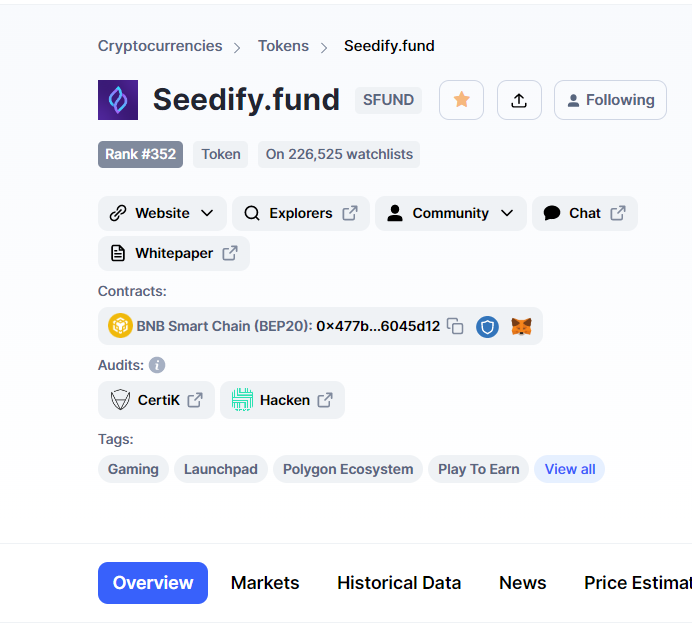 Cryptocurrencies > Tokens > Seedify.fund
Seedify.fund SFUND Following
Rank #352 Token On 226,525 watchlists
Website Explorers Community Chat
Whitepaper
Contracts:
BNB Smart Chain (BEP20): 0x477b...6045d12
Audits: i
CertiK Hacken
Tags:
Gaming Launchpad Polygon Ecosystem Play To Earn View all
Overview Markets Historical Data News Price Estimat